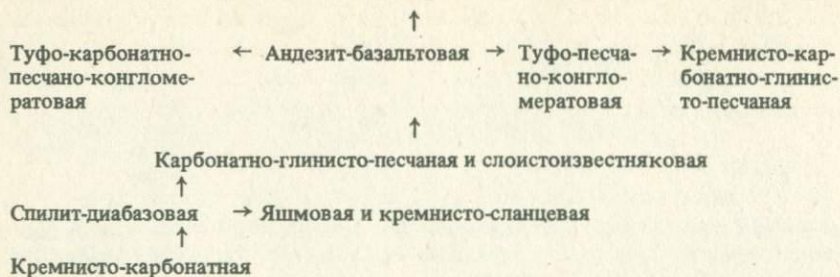 ↑
Туфо-карбонатно- ← Андезит-базальтовая → Туфо-песча- → Кремнисто-кар-
песчано-конгломе- но-конгло- бонатно-глинис-
ратовая мератовая то-песчаная
↑
Карбонатно-глинисто-песчаная и слоистоизвестняковая
↑
Спилит-диабазовая → Яшмовая и кремнисто-сланцевая
↑
Кремнисто-карбонатная